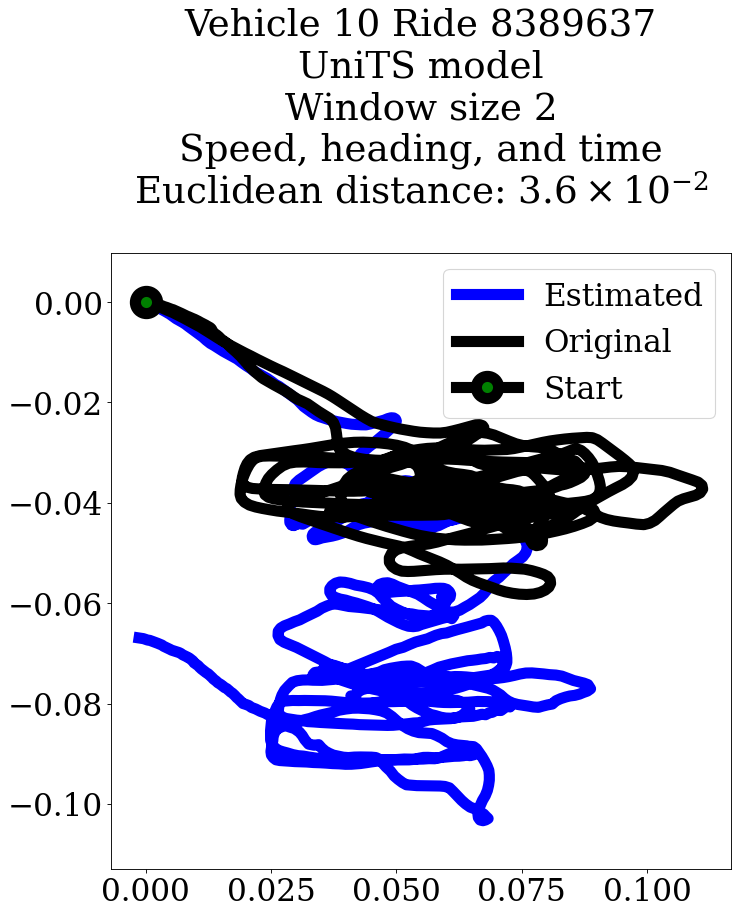 Vehicle 10 Ride 8389637
UniTS model
Window size 2
Speed, heading, and time
Euclidean distance: 3.6 × 10⁻²
Estimated
Original
Start
0.00
−0.02
−0.04
−0.06
−0.08
−0.10
0.000 0.025 0.050 0.075 0.100